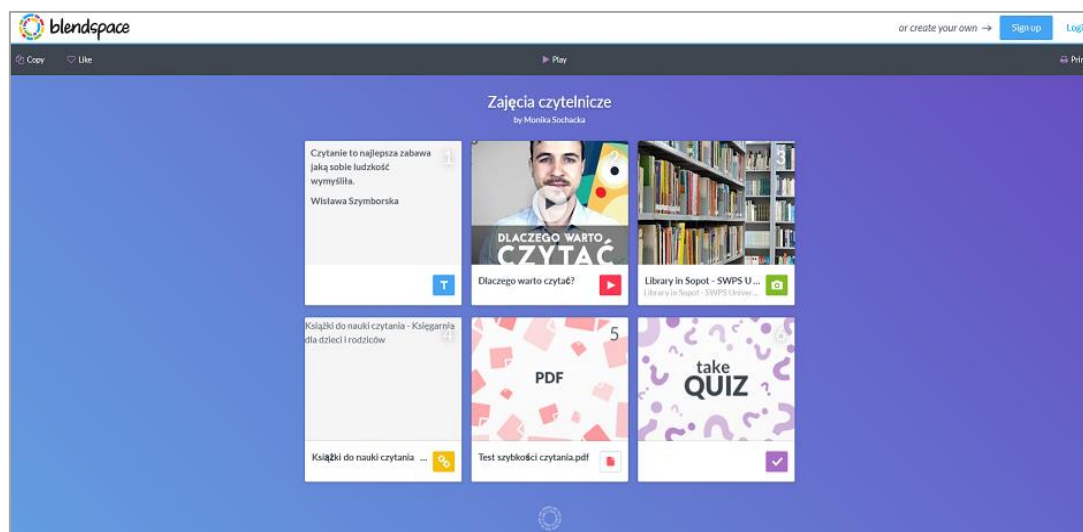 blendspace
or create your own →
Sign up
Copy
Like
Play
Zajęcia czytelnicze
by Monika Sochacka
1
Czytanie to najlepsza zabawa
jaką sobie ludzkość
wymyśliła.
Wisława Szymborska
T
2
DLACZEGO WARTO
CZYTAĆ
Dlaczego warto czytać?
3
Library in Sopot - SWPS U ...
Library in Sopot - SWPS Univer...
4
Książki do nauki czytania - Księgarnia
dla dzieci i rodziców
Książki do nauki czytania ...
5
PDF
Test szybkości czytania.pdf
6
take
QUIZ